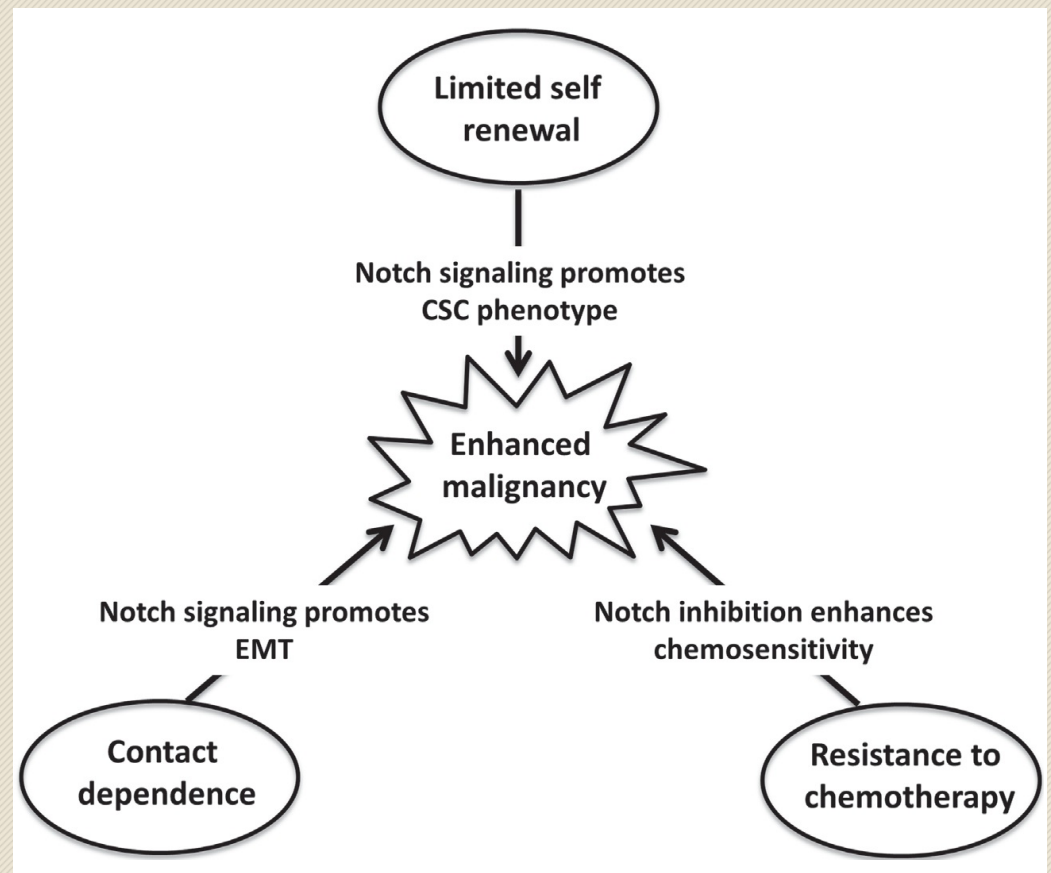 Limited self
renewal
Notch signaling promotes
CSC phenotype
Enhanced
malignancy
Notch signaling promotes
EMT
Notch inhibition enhances
chemosensitivity
Contact
dependence
Resistance to
chemotherapy